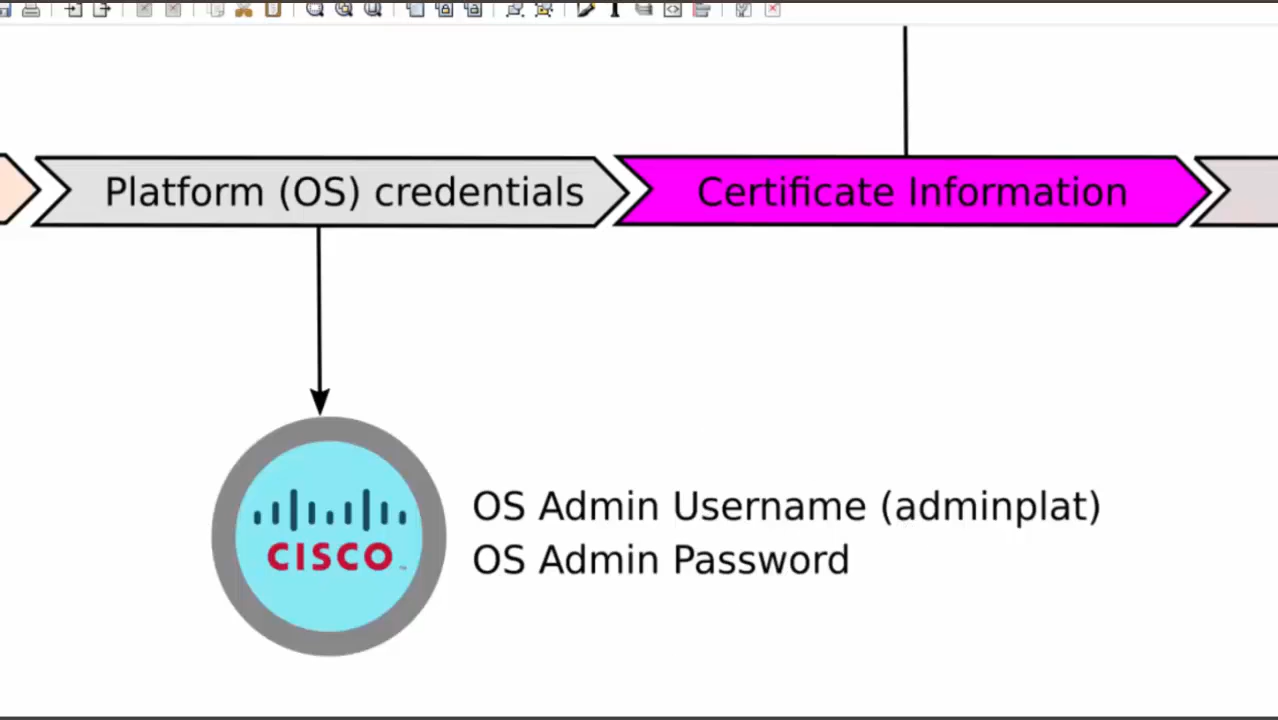 Platform (OS) credentials
Certificate Information
CISCO
OS Admin Username (adminplat)
OS Admin Password